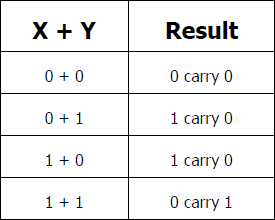 X + Y Result
0 + 0 0 carry 0
0 + 1 1 carry 0
1 + 0 1 carry 0
1 + 1 0 carry 1